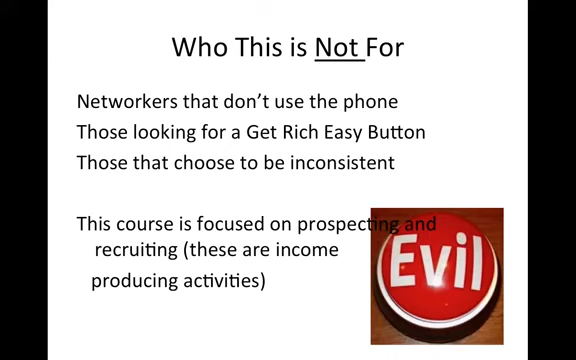 Who This is Not For
Networkers that don't use the phone
Those looking for a Get Rich Easy Button
Those that choose to be inconsistent
This course is focused on prospecting and
recruiting (these are income
producing activities)
Evil